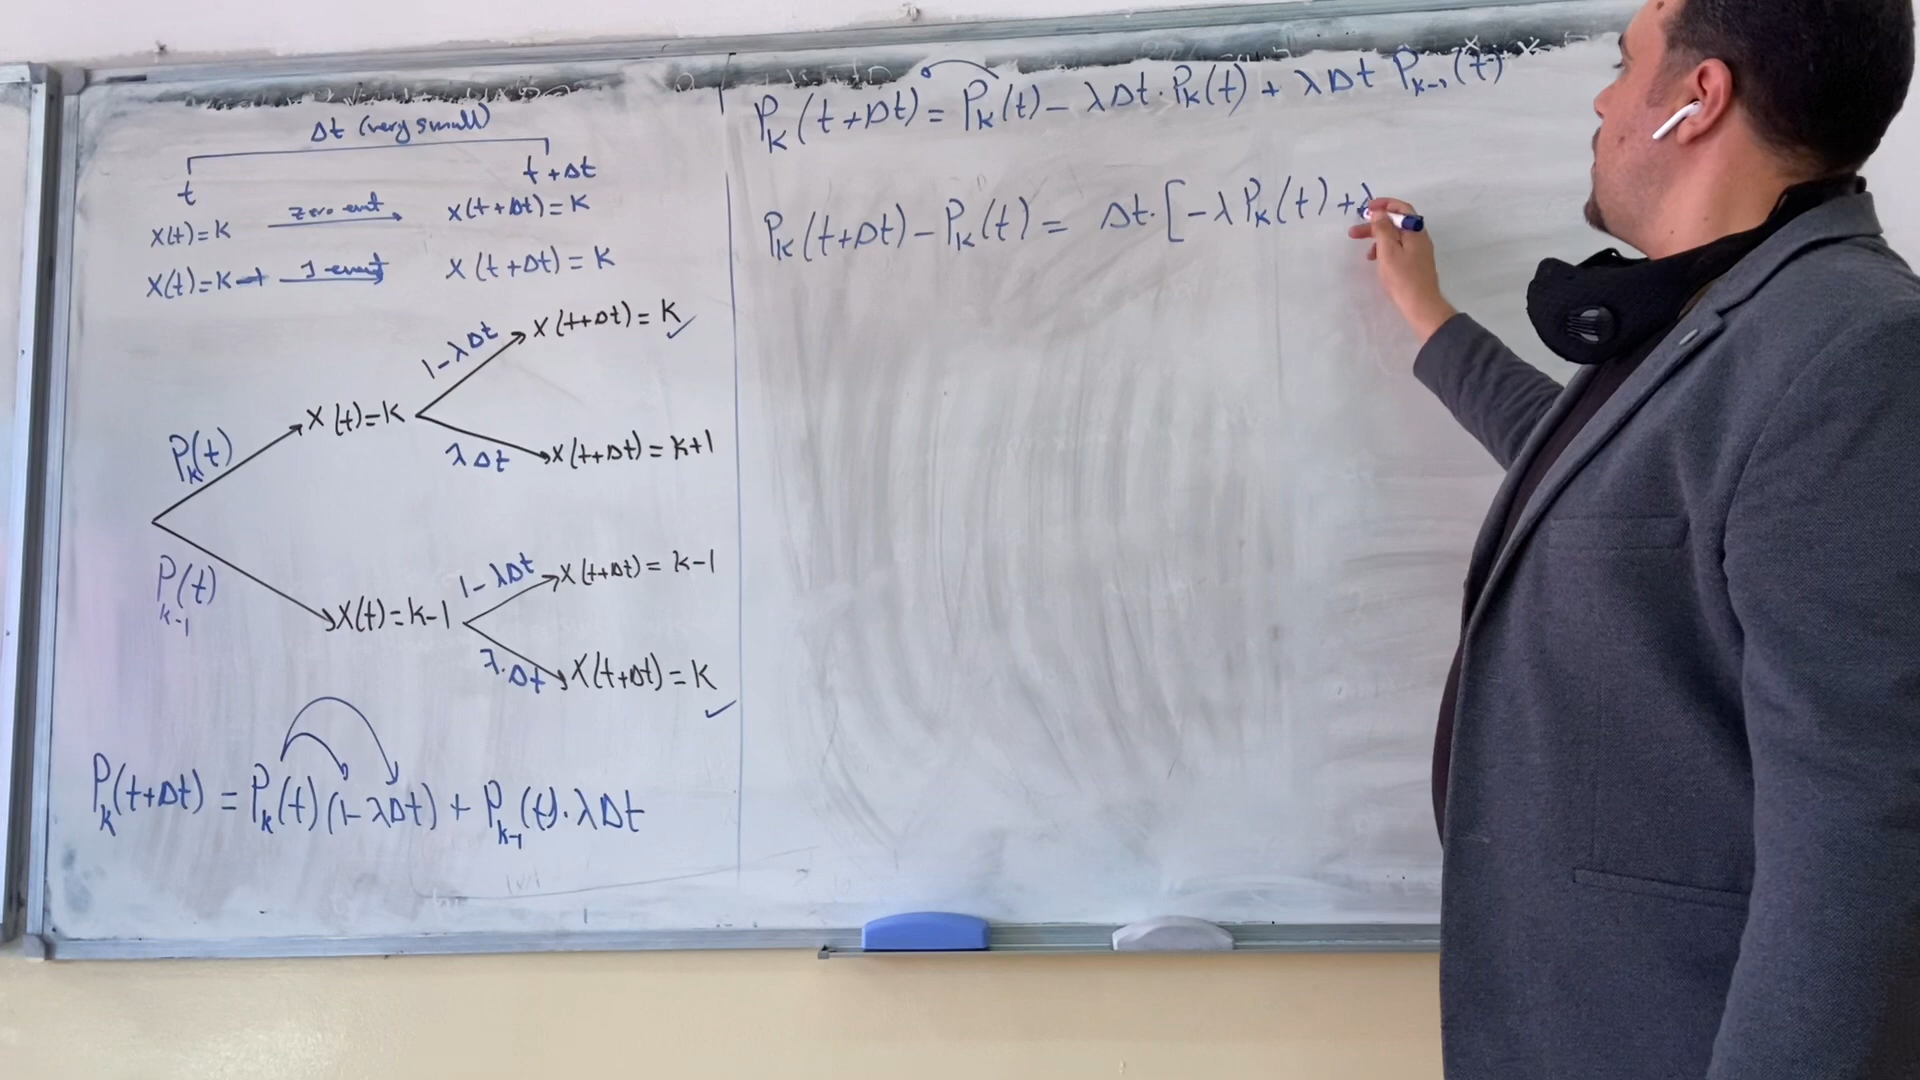 Δt (very small)
t t+Δt
X(t)=K zero event X(t+Δt)=K
X(t)=K-1 1 event X(t+Δt)=K
1-λΔt X(t+Δt)=K ✓
P_k(t) X(t)=K
λΔt X(t+Δt)=K+1
P_{k-1}(t) X(t)=K-1
1-λΔt X(t+Δt)=K-1
λ.Δt X(t+Δt)=K ✓
P_k(t+Δt) = P_k(t)(1-λΔt) + P_{k-1}(t).λΔt
P_k(t+Δt) = P_k(t) - λΔt.P_k(t) + λΔt P_{k-1}(t)
P_k(t+Δt) - P_k(t) = Δt.[-λP_k(t)+λ